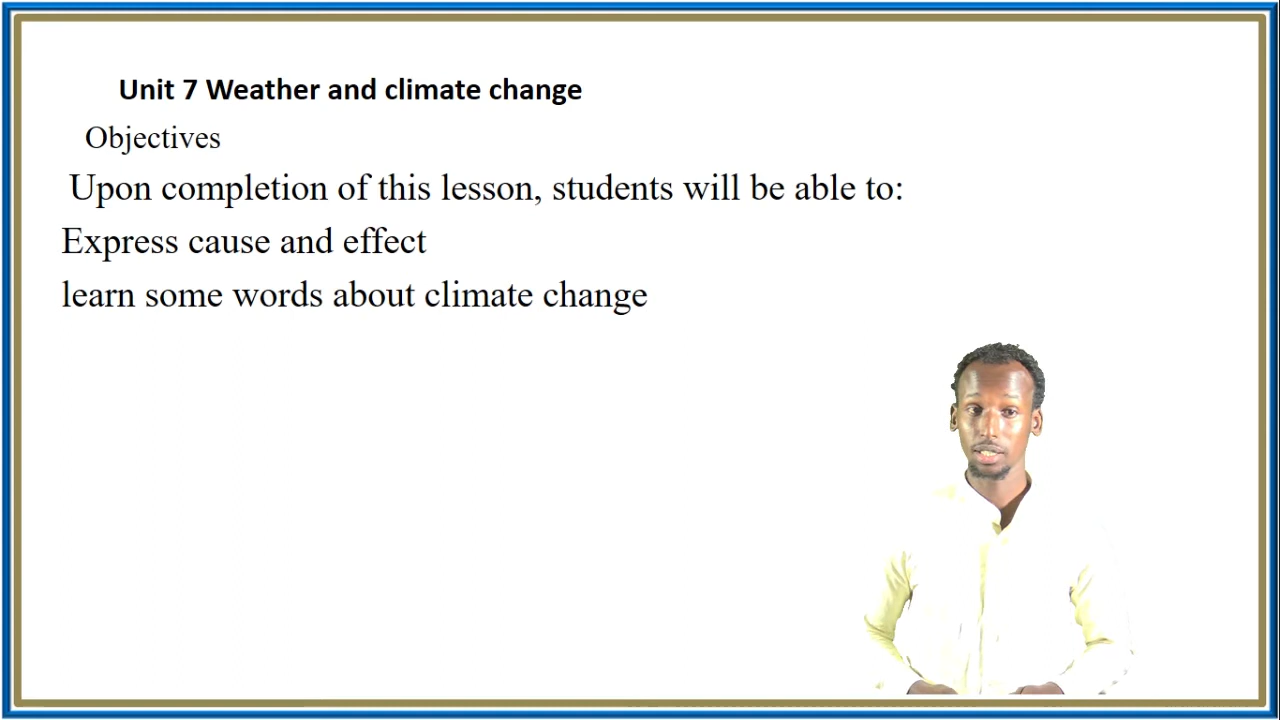 Unit 7 Weather and climate change
Objectives
Upon completion of this lesson, students will be able to:
Express cause and effect
learn some words about climate change